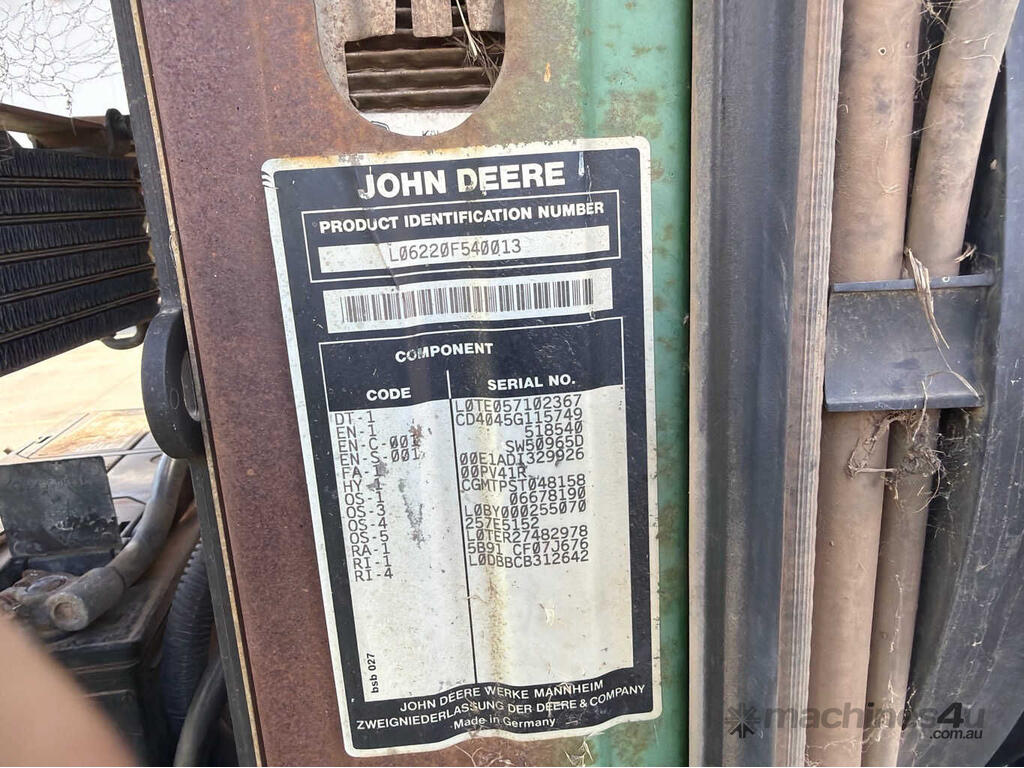 JOHN DEERE
PRODUCT IDENTIFICATION NUMBER
L06220F540013
COMPONENT
CODE SERIAL NO.
DT-1 L0TE057102367
EN-1 CD4045G115749
EN-C-001 518540
EN-S-001 SW50965D
FA-1 00E1AD1329926
HY-1 00PV41R
OS-1 CGMTPST048158
OS-3 06678190
OS-4 L0BY000255070
OS-5 257E5152
RA-1 L0TER27482978
RI-1 5B91 CF07J676
RI-4 L0DBBCB312642
bsb 027
JOHN DEERE WERKE MANNHEIM
ZWEIGNIEDERLASSUNG DER DEERE & COMPANY
Made in Germany
machines4u
.com.au